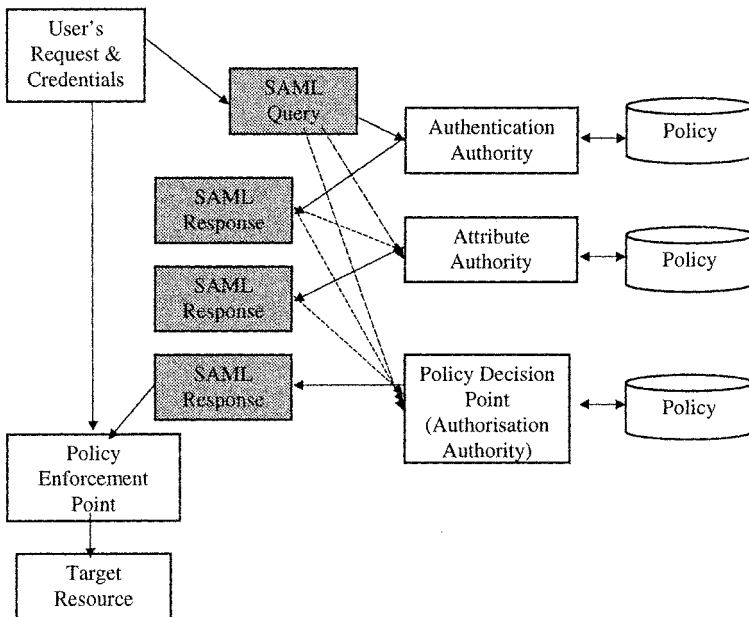 User's
Request &
Credentials
SAML
Query
Authentication
Authority
Policy
SAML
Response
Attribute
Authority
Policy
SAML
Response
SAML
Response
Policy Decision
Point
(Authorisation
Authority)
Policy
Policy
Enforcement
Point
Target
Resource